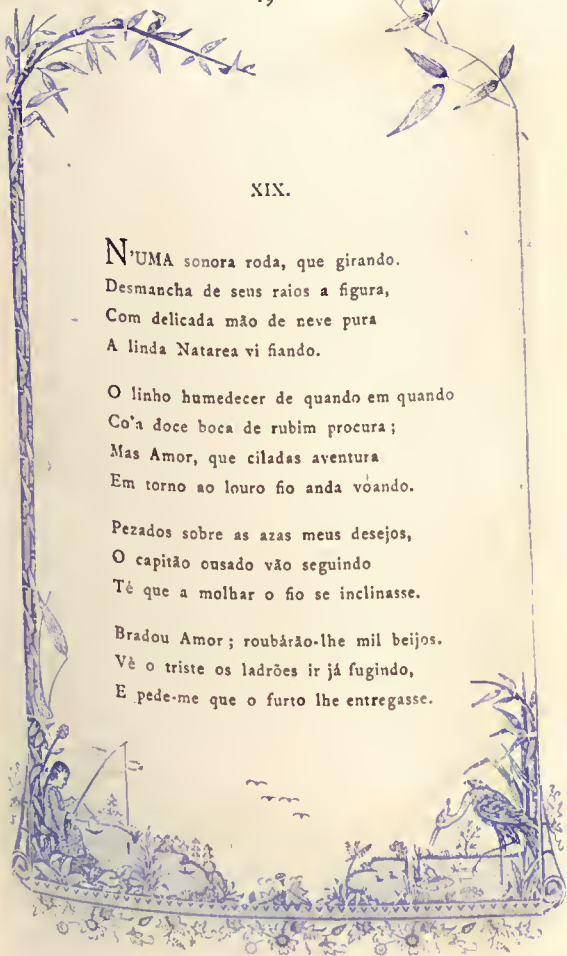 19
XIX.
N'UMA sonora roda, que girando.
Desmancha de seus raios a figura,
Com delicada mão de neve pura
A linda Natarea vi fiando.
O linho humedecer de quando em quando
Co'a doce boca de rubim procura;
Mas Amor, que ciladas aventura
Em torno ao louro fio anda voando.
Pezados sobre as azas meus desejos,
O capitão ousado vão seguindo
Té que a molhar o fio se inclinasse.
Bradou Amor; roubárão-lhe mil beijos.
Vê o triste os ladrões ir já fugindo,
E pede-me que o furto lhe entregasse.